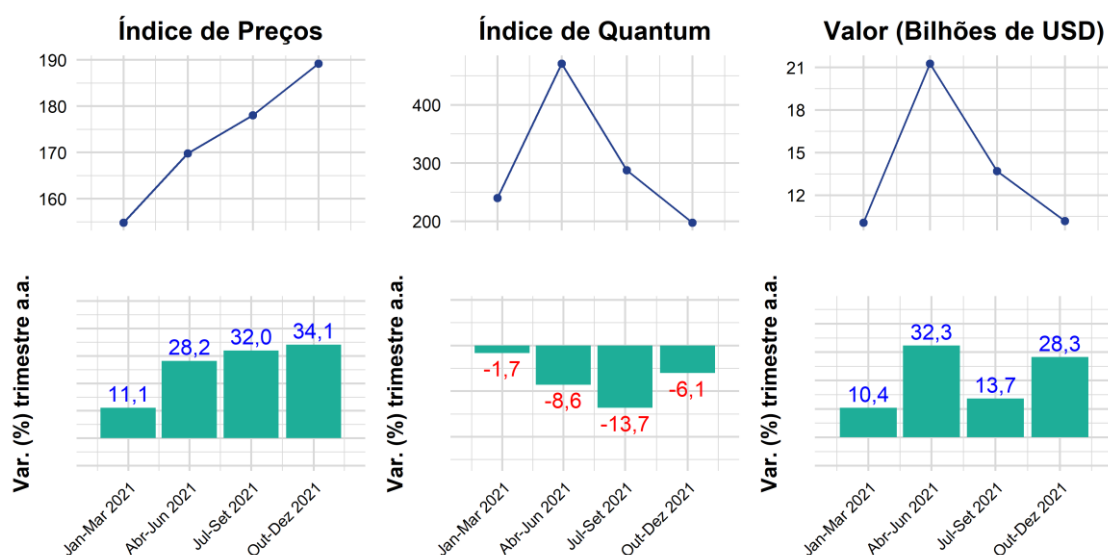 Índice de Preços
190
180
170
160
Var. (%) trimestre a.a.
11,1
28,2
32,0
34,1
Jan-Mar 2021
Abr-Jun 2021
Jul-Set 2021
Out-Dez 2021
Índice de Quantum
400
300
200
Var. (%) trimestre a.a.
-1,7
-8,6
-13,7
-6,1
Jan-Mar 2021
Abr-Jun 2021
Jul-Set 2021
Out-Dez 2021
Valor (Bilhões de USD)
21
18
15
12
Var. (%) trimestre a.a.
10,4
32,3
13,7
28,3
Jan-Mar 2021
Abr-Jun 2021
Jul-Set 2021
Out-Dez 2021